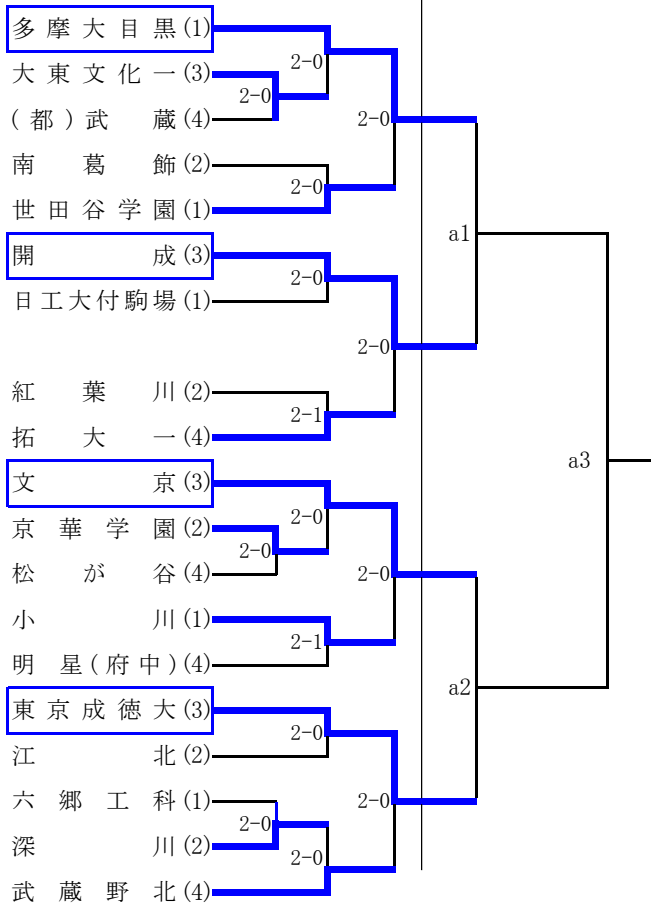 多摩大目黒(1)
2-0
大東文化一(3)
2-0
(都)武蔵(4)
2-0
南葛飾(2)
2-0
世田谷学園(1)
a1
開成(3)
2-0
日工大付駒場(1)
2-0
紅葉川(2)
2-1
拓大一(4)
a3
文京(3)
2-0
京華学園(2)
2-0
松が谷(4)
2-0
小川(1)
2-1
明星(府中)(4)
a2
東京成徳大(3)
2-0
江北(2)
2-0
六郷工科(1)
2-0
深川(2)
2-0
武蔵野北(4)